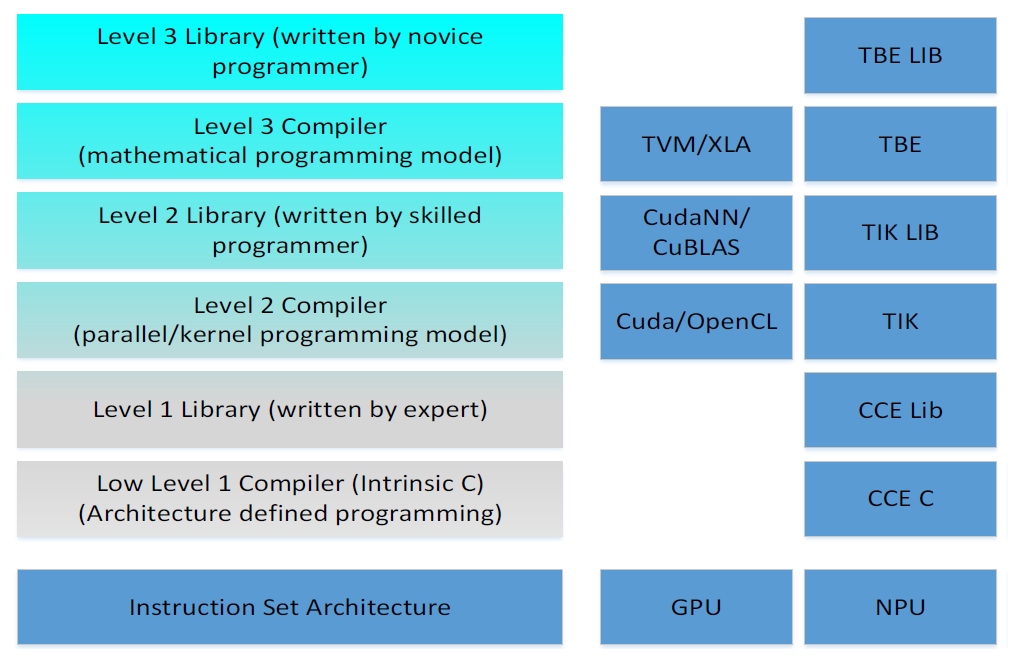 Level 3 Library (written by novice
programmer)
TBE LIB
Level 3 Compiler
(mathematical programming model)
TVM/XLA
TBE
Level 2 Library (written by skilled
programmer)
CudaNN/
CuBLAS
TIK LIB
Level 2 Compiler
(parallel/kernel programming model)
Cuda/OpenCL
TIK
Level 1 Library (written by expert)
CCE Lib
Low Level 1 Compiler (Intrinsic C)
(Architecture defined programming)
CCE C
Instruction Set Architecture
GPU
NPU